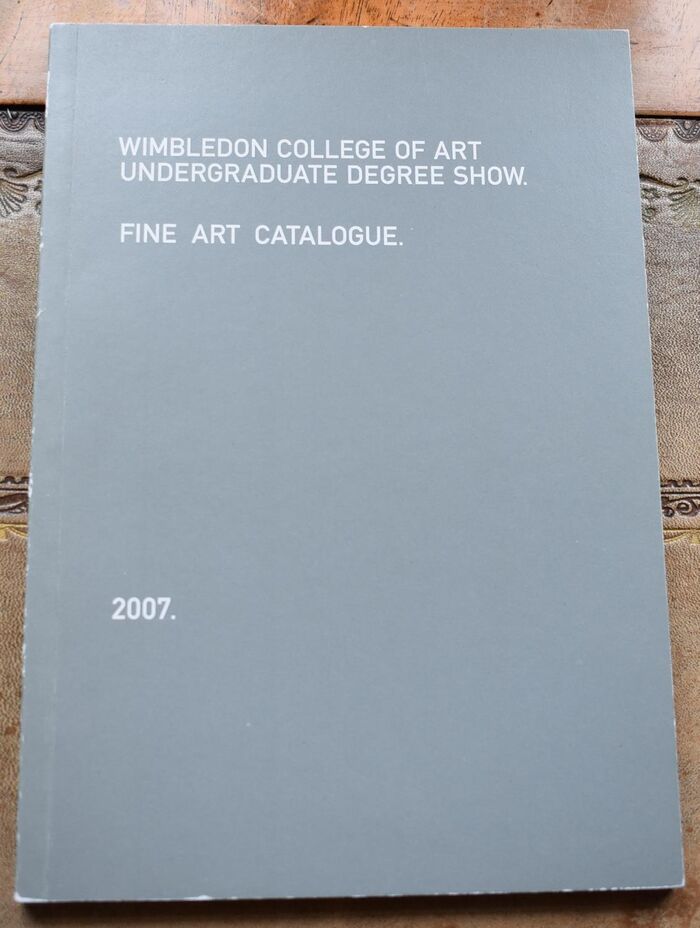 WIMBLEDON COLLEGE OF ART
UNDERGRADUATE DEGREE SHOW.
FINE ART CATALOGUE.
2007.